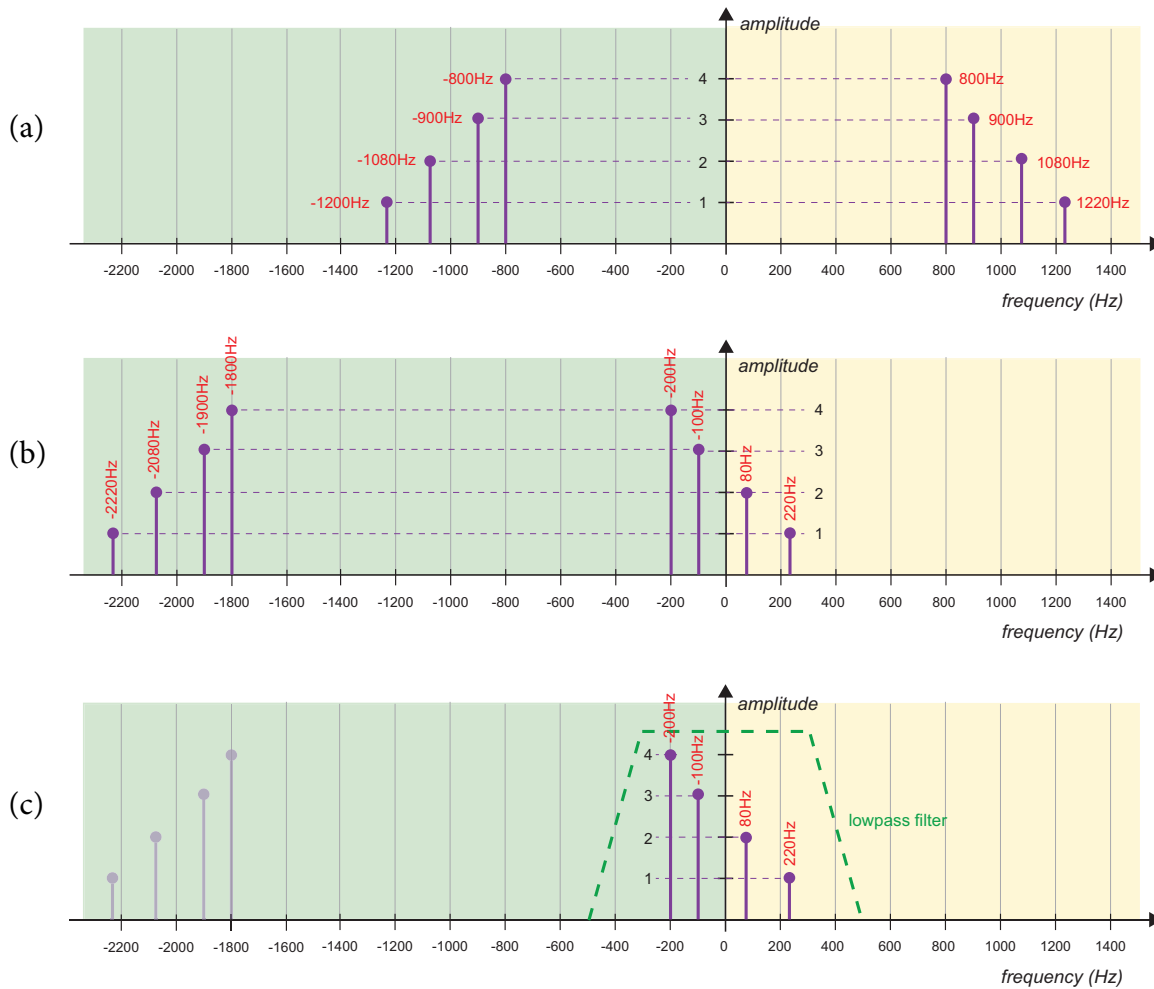 amplitude
(a)
-800Hz 4 800Hz
-900Hz 3 900Hz
-1080Hz 2 1080Hz
-1200Hz 1 1220Hz
-2200 -2000 -1800 -1600 -1400 -1200 -1000 -800 -600 -400 -200 0 200 400 600 800 1000 1200 1400
frequency (Hz)
amplitude
(b)
-2220Hz -2080Hz -1900Hz -1800Hz -200Hz -100Hz 80Hz 220Hz
4
3
2
1
-2200 -2000 -1800 -1600 -1400 -1200 -1000 -800 -600 -400 -200 0 200 400 600 800 1000 1200 1400
frequency (Hz)
amplitude
(c)
-200Hz -100Hz 80Hz 220Hz
4
3
2
1
lowpass filter
-2200 -2000 -1800 -1600 -1400 -1200 -1000 -800 -600 -400 -200 0 200 400 600 800 1000 1200 1400
frequency (Hz)